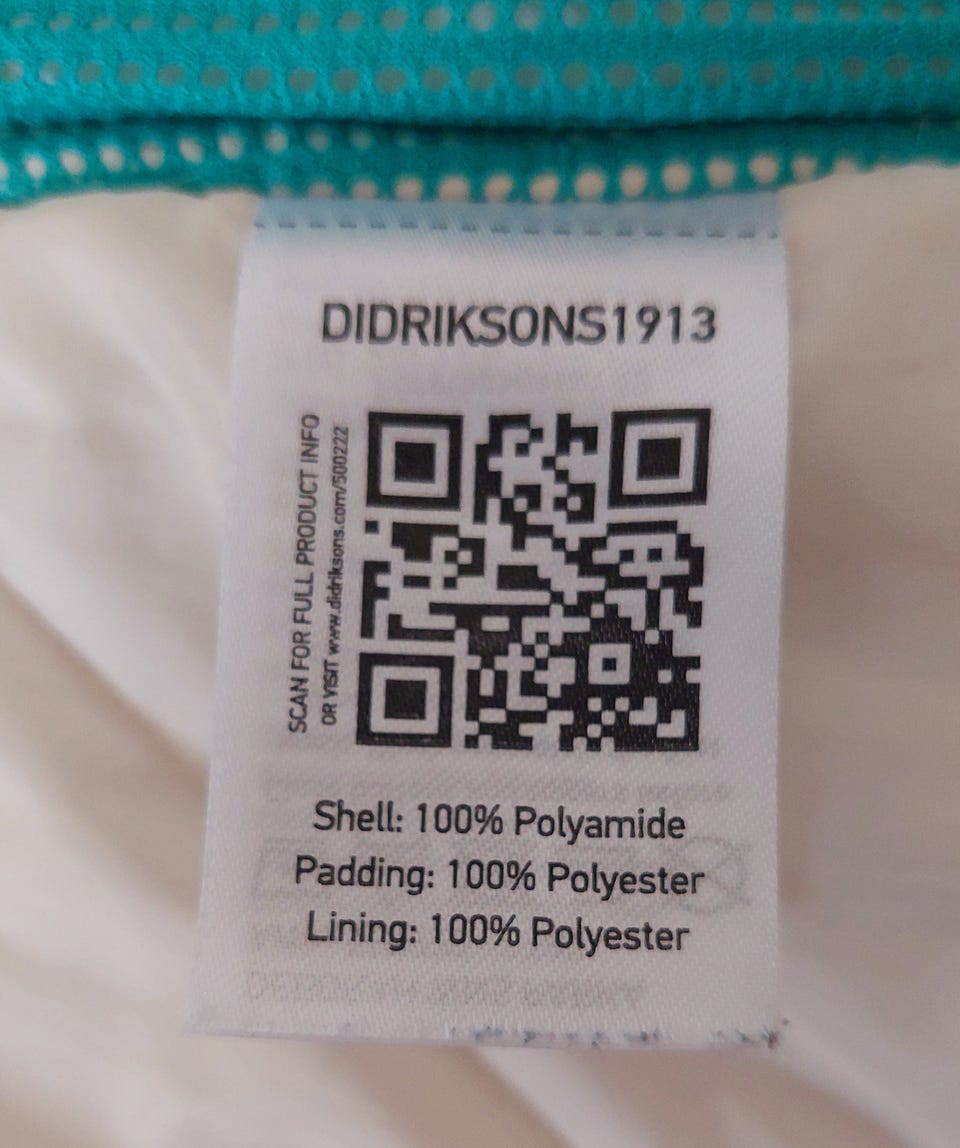 DIDRIKSONS1913
SCAN FOR FULL PRODUCT INFO
OR VISIT www.didriksons.com/500222
Shell: 100% Polyamide
Padding: 100% Polyester
Lining: 100% Polyester